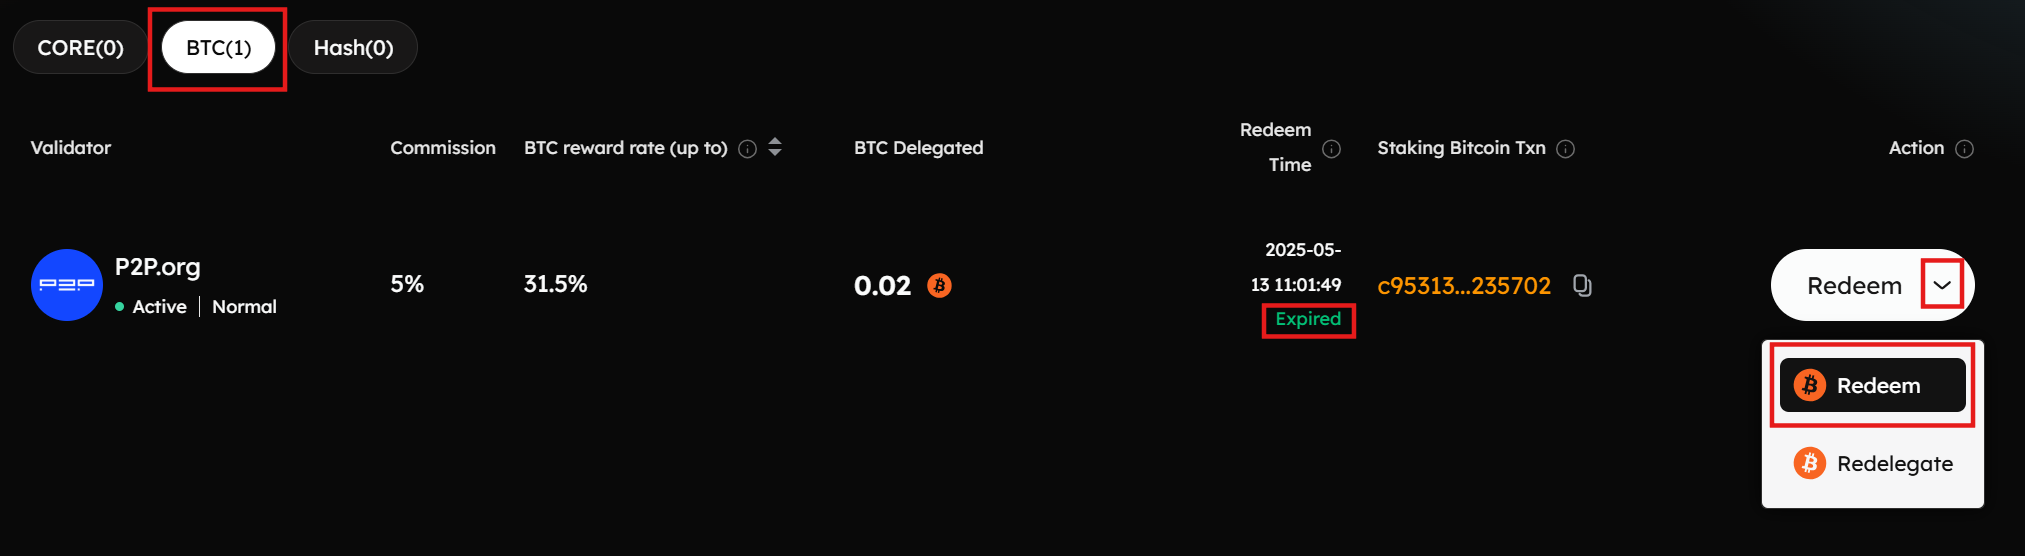 CORE(0)
BTC(1)
Hash(0)
Validator
Commission
BTC reward rate (up to)
BTC Delegated
Redeem
Time
Staking Bitcoin Txn
Action
P2P
P2P.org
Active
Normal
5%
31.5%
0.02
2025-05-
13 11:01:49
Expired
c95313...235702
Redeem
Redeem
Redelegate